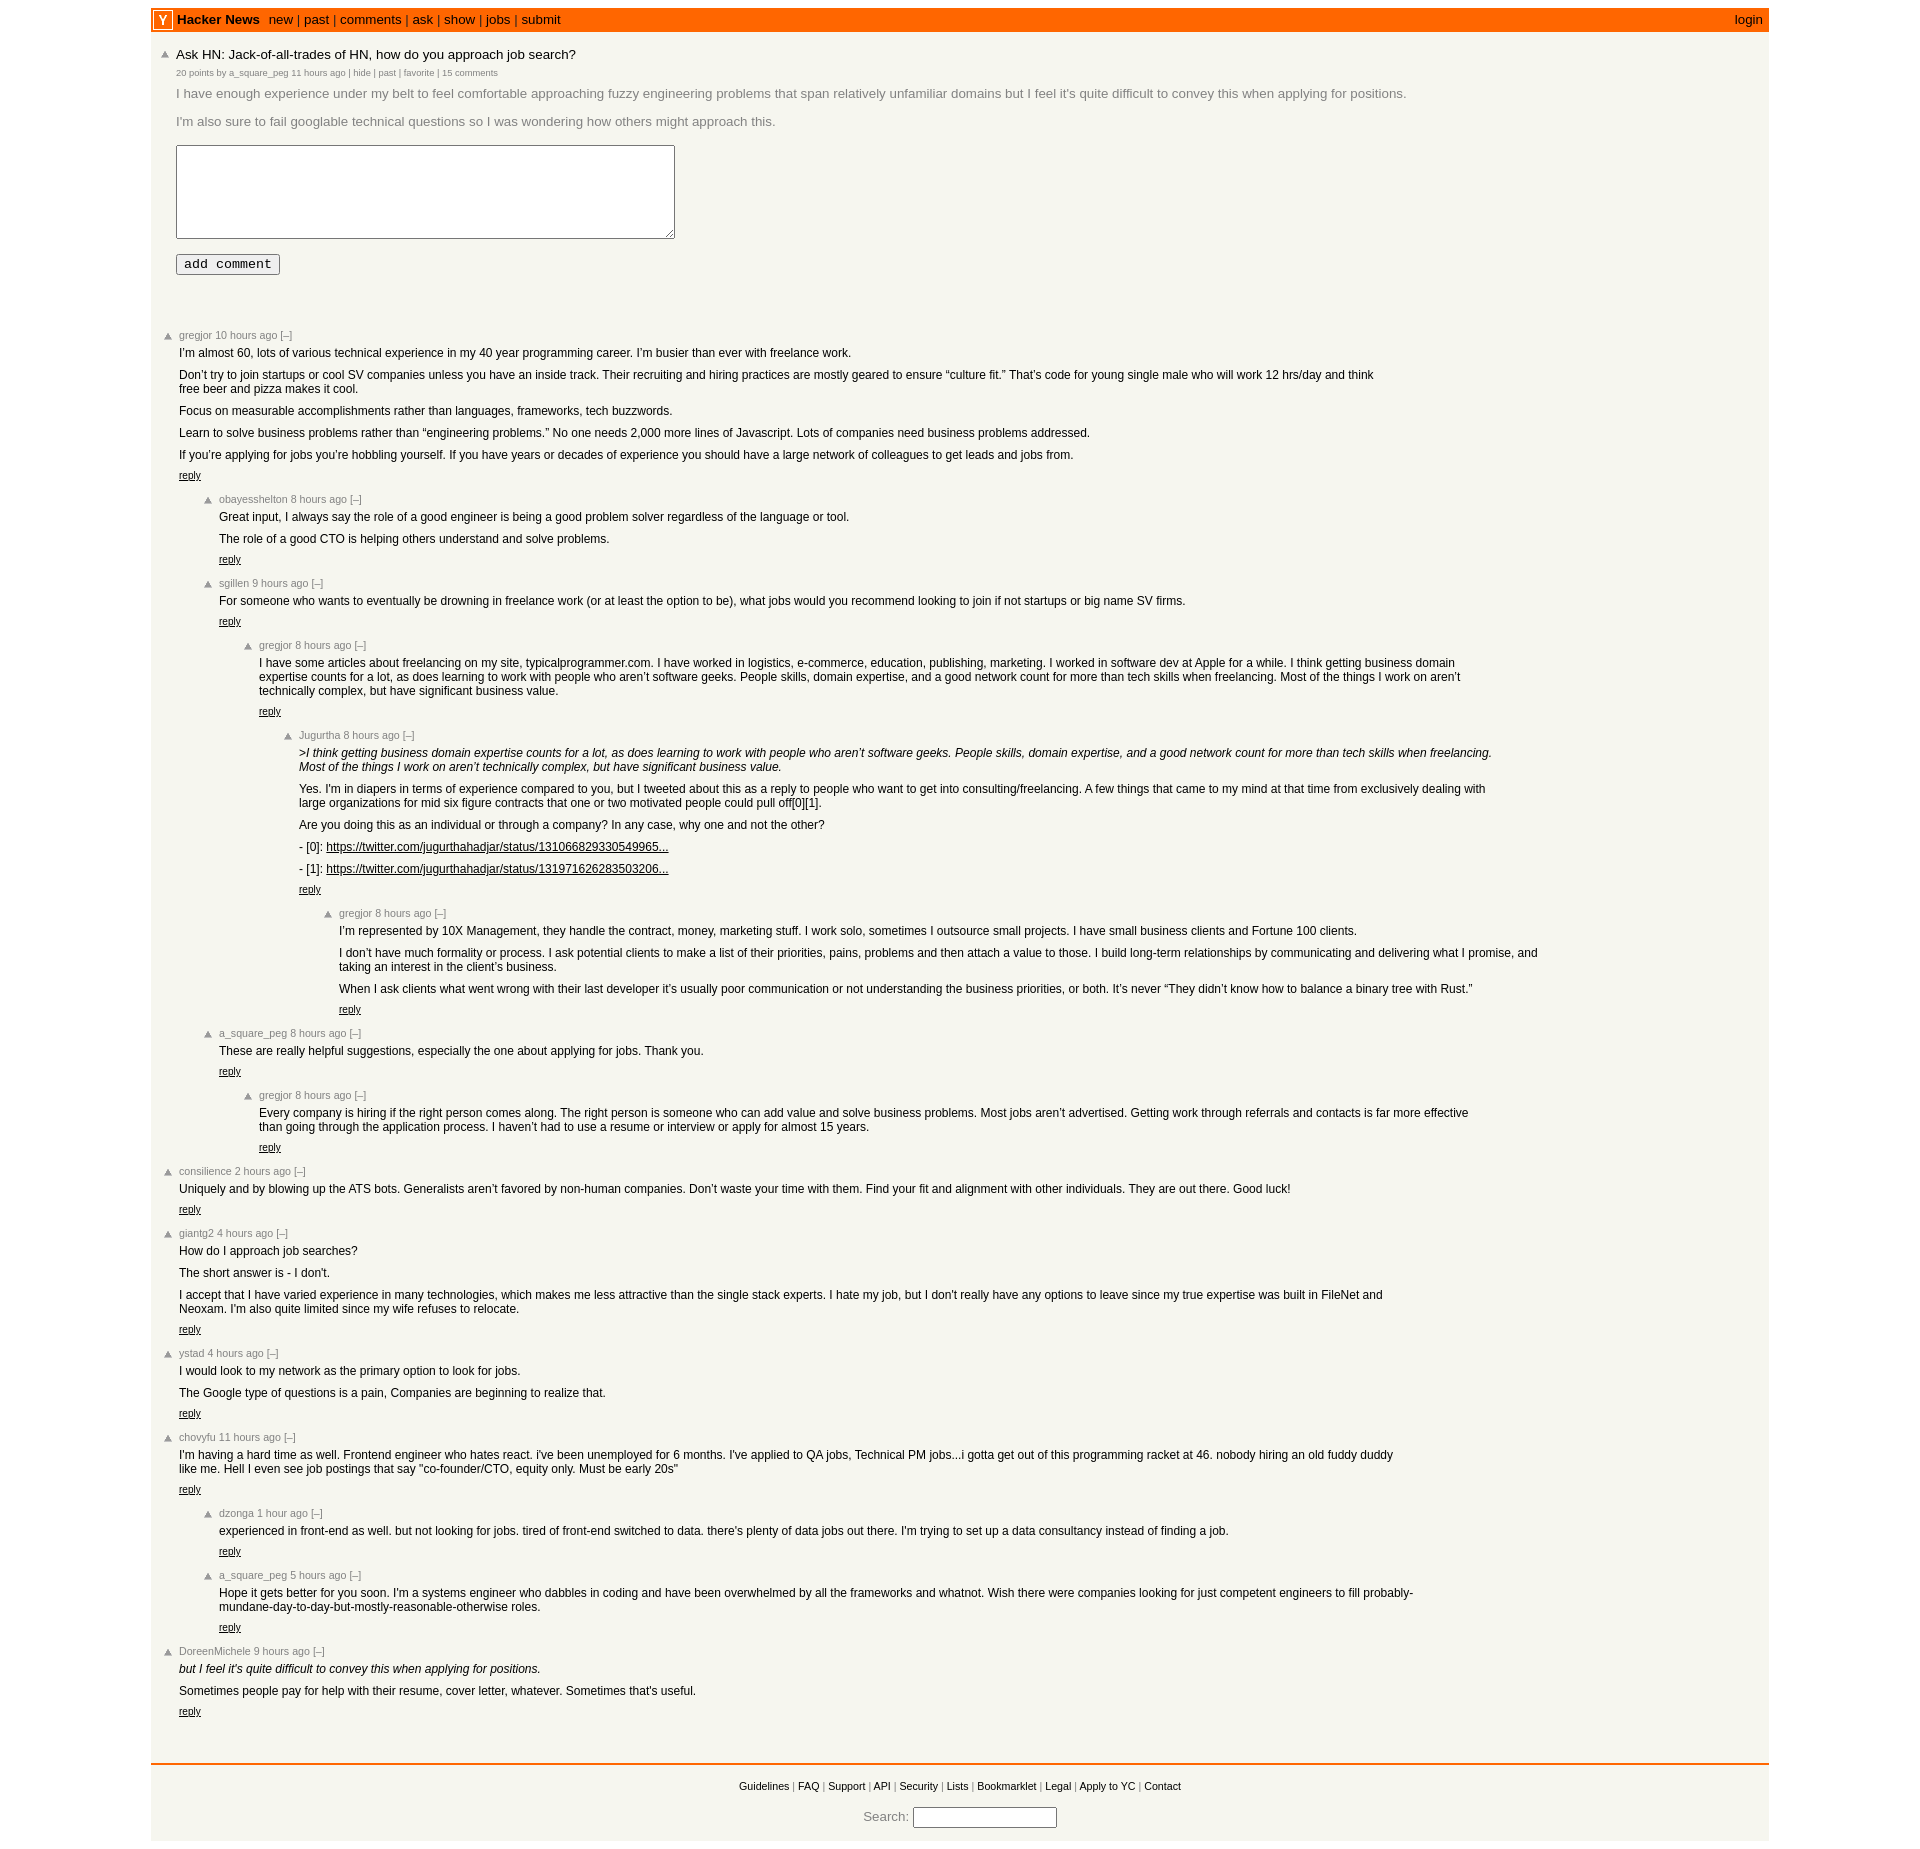 Y Hacker News new | past | comments | ask | show | jobs | submit login
Ask HN: Jack-of-all-trades of HN, how do you approach job search?
20 points by a_square_peg 11 hours ago | hide | past | favorite | 15 comments
I have enough experience under my belt to feel comfortable approaching fuzzy engineering problems that span relatively unfamiliar domains but I feel it's quite difficult to convey this when applying for positions.
I'm also sure to fail googlable technical questions so I was wondering how others might approach this.
add comment
gregjor 10 hours ago [–]
I’m almost 60, lots of various technical experience in my 40 year programming career. I’m busier than ever with freelance work.
Don’t try to join startups or cool SV companies unless you have an inside track. Their recruiting and hiring practices are mostly geared to ensure “culture fit.” That’s code for young single male who will work 12 hrs/day and think
free beer and pizza makes it cool.
Focus on measurable accomplishments rather than languages, frameworks, tech buzzwords.
Learn to solve business problems rather than “engineering problems.” No one needs 2,000 more lines of Javascript. Lots of companies need business problems addressed.
If you’re applying for jobs you’re hobbling yourself. If you have years or decades of experience you should have a large network of colleagues to get leads and jobs from.
reply
obayesshelton 8 hours ago [–]
Great input, I always say the role of a good engineer is being a good problem solver regardless of the language or tool.
The role of a good CTO is helping others understand and solve problems.
reply
sgillen 9 hours ago [–]
For someone who wants to eventually be drowning in freelance work (or at least the option to be), what jobs would you recommend looking to join if not startups or big name SV firms.
reply
gregjor 8 hours ago [–]
I have some articles about freelancing on my site, typicalprogrammer.com. I have worked in logistics, e-commerce, education, publishing, marketing. I worked in software dev at Apple for a while. I think getting business domain
expertise counts for a lot, as does learning to work with people who aren’t software geeks. People skills, domain expertise, and a good network count for more than tech skills when freelancing. Most of the things I work on aren’t
technically complex, but have significant business value.
reply
Jugurtha 8 hours ago [–]
>I think getting business domain expertise counts for a lot, as does learning to work with people who aren’t software geeks. People skills, domain expertise, and a good network count for more than tech skills when freelancing.
Most of the things I work on aren’t technically complex, but have significant business value.
Yes. I'm in diapers in terms of experience compared to you, but I tweeted about this as a reply to people who want to get into consulting/freelancing. A few things that came to my mind at that time from exclusively dealing with
large organizations for mid six figure contracts that one or two motivated people could pull off[0][1].
Are you doing this as an individual or through a company? In any case, why one and not the other?
- [0]: https://twitter.com/jugurthahadjar/status/131066829330549965...
- [1]: https://twitter.com/jugurthahadjar/status/131971626283503206...
reply
gregjor 8 hours ago [–]
I’m represented by 10X Management, they handle the contract, money, marketing stuff. I work solo, sometimes I outsource small projects. I have small business clients and Fortune 100 clients.
I don’t have much formality or process. I ask potential clients to make a list of their priorities, pains, problems and then attach a value to those. I build long-term relationships by communicating and delivering what I promise, and
taking an interest in the client’s business.
When I ask clients what went wrong with their last developer it’s usually poor communication or not understanding the business priorities, or both. It’s never “They didn’t know how to balance a binary tree with Rust.”
reply
a_square_peg 8 hours ago [–]
These are really helpful suggestions, especially the one about applying for jobs. Thank you.
reply
gregjor 8 hours ago [–]
Every company is hiring if the right person comes along. The right person is someone who can add value and solve business problems. Most jobs aren’t advertised. Getting work through referrals and contacts is far more effective
than going through the application process. I haven’t had to use a resume or interview or apply for almost 15 years.
reply
consilience 2 hours ago [–]
Uniquely and by blowing up the ATS bots. Generalists aren’t favored by non-human companies. Don’t waste your time with them. Find your fit and alignment with other individuals. They are out there. Good luck!
reply
giantg2 4 hours ago [–]
How do I approach job searches?
The short answer is - I don't.
I accept that I have varied experience in many technologies, which makes me less attractive than the single stack experts. I hate my job, but I don't really have any options to leave since my true expertise was built in FileNet and
Neoxam. I'm also quite limited since my wife refuses to relocate.
reply
ystad 4 hours ago [–]
I would look to my network as the primary option to look for jobs.
The Google type of questions is a pain, Companies are beginning to realize that.
reply
chovyfu 11 hours ago [–]
I'm having a hard time as well. Frontend engineer who hates react. i've been unemployed for 6 months. I've applied to QA jobs, Technical PM jobs...i gotta get out of this programming racket at 46. nobody hiring an old fuddy duddy
like me. Hell I even see job postings that say "co-founder/CTO, equity only. Must be early 20s"
reply
dzonga 1 hour ago [–]
experienced in front-end as well. but not looking for jobs. tired of front-end switched to data. there's plenty of data jobs out there. I'm trying to set up a data consultancy instead of finding a job.
reply
a_square_peg 5 hours ago [–]
Hope it gets better for you soon. I'm a systems engineer who dabbles in coding and have been overwhelmed by all the frameworks and whatnot. Wish there were companies looking for just competent engineers to fill probably-
mundane-day-to-day-but-mostly-reasonable-otherwise roles.
reply
DoreenMichele 9 hours ago [–]
but I feel it's quite difficult to convey this when applying for positions.
Sometimes people pay for help with their resume, cover letter, whatever. Sometimes that's useful.
reply
Guidelines | FAQ | Support | API | Security | Lists | Bookmarklet | Legal | Apply to YC | Contact
Search: